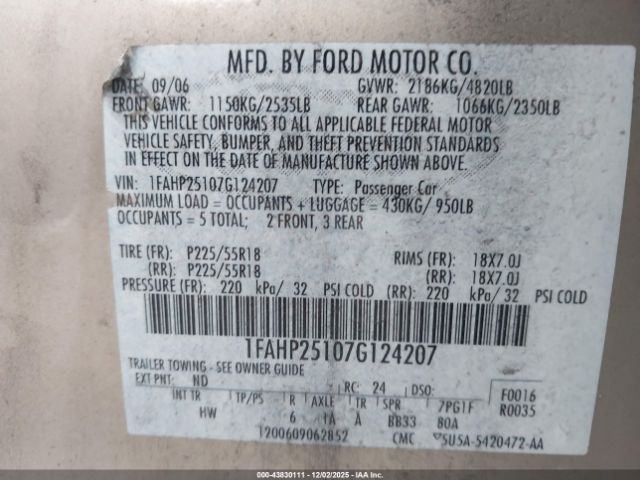 MFD. BY FORD MOTOR CO.
DATE: 09/06 GVWR: 2186KG/4820LB
FRONT GAWR: 1150KG/2535LB REAR GAWR: 1066KG/2350LB
THIS VEHICLE CONFORMS TO ALL APPLICABLE FEDERAL MOTOR
VEHICLE SAFETY, BUMPER, AND THEFT PREVENTION STANDARDS
IN EFFECT ON THE DATE OF MANUFACTURE SHOWN ABOVE.
VIN: 1FAHP25107G124207 TYPE: Passenger Car
MAXIMUM LOAD = OCCUPANTS + LUGGAGE = 430KG/ 950LB
OCCUPANTS = 5 TOTAL; 2 FRONT, 3 REAR
TIRE (FR): P225/55R18 RIMS (FR): 18X7.0J
(RR): P225/55R18 (RR): 18X7.0J
PRESSURE (FR): 220 kPa/ 32 PSI COLD (RR): 220 kPa/ 32 PSI COLD
1FAHP25107G124207
TRAILER TOWING - SEE OWNER GUIDE
EXT PNT: ND RC: 24 DSO: F0016
INT TR TP/PS R AXLE TR SPR 7PG1F R0035
HW 6 1A A BB33 80A
1200609062852 CMC 5U5A-5420472-AA
000-43830111 - 12/02/2025 - IAAI.com